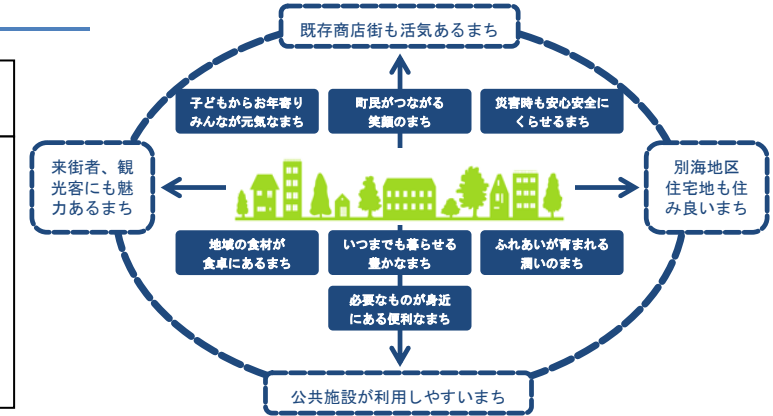 既存商店街も活気あるまち
子どもからお年寄り
みんなが元気なまち
町民がつながる
笑顔のまち
災害時も安心安全に
くらせるまち
来街者、観
光客にも魅
力あるまち
別海地区
住宅地も住
み良いまち
地域の食材が
食卓にあるまち
いつまでも暮らせる
豊かなまち
ふれあいが育まれる
潤いのまち
必要なものが身近
にある便利なまち
公共施設が利用しやすいまち